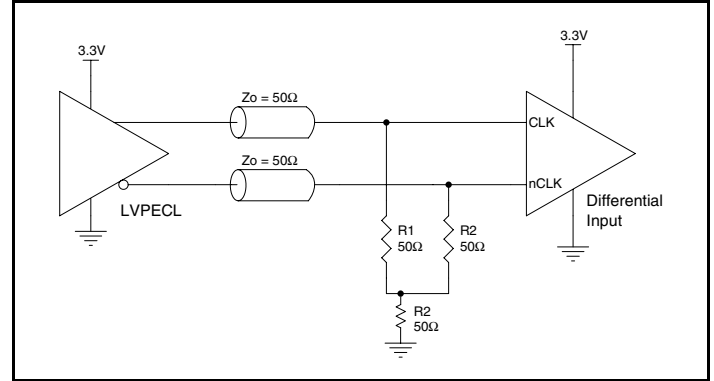 3.3V
3.3V
Zo = 50Ω
CLK
Zo = 50Ω
nCLK
LVPECL
Differential
Input
R1
50Ω
R2
50Ω
R2
50Ω